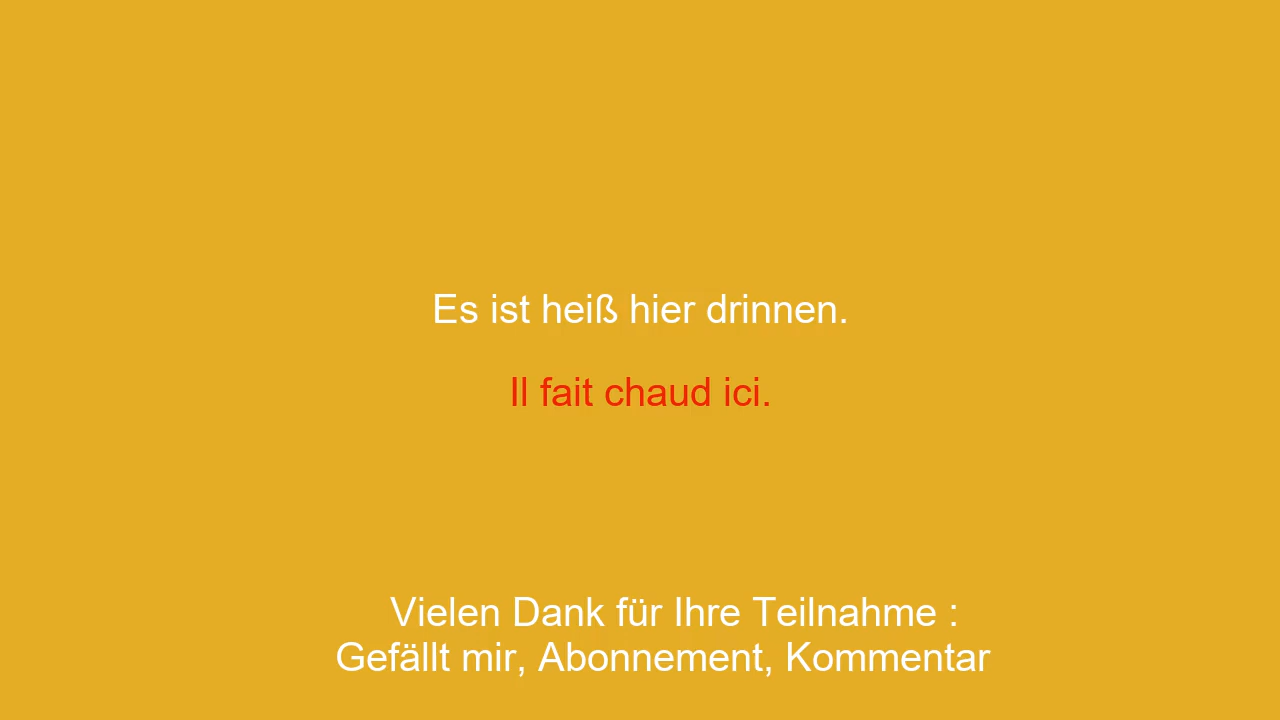 Es ist heiß hier drinnen.
Il fait chaud ici.
Vielen Dank für Ihre Teilnahme :
Gefällt mir, Abonnement, Kommentar